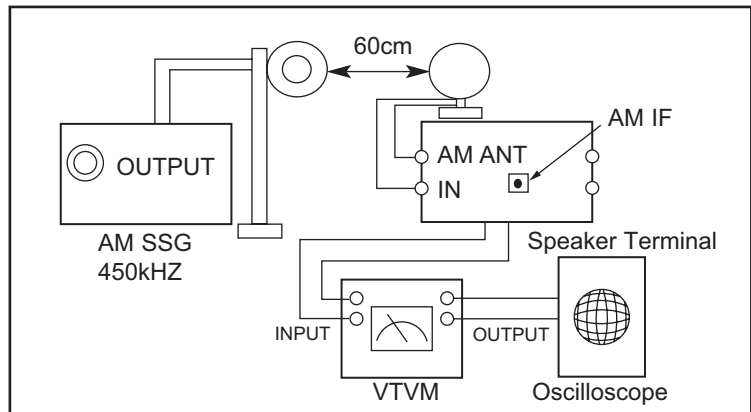 60cm
AM IF
OUTPUT
AM ANT
IN
AM SSG
450kHZ
Speaker Terminal
INPUT
OUTPUT
VTVM
Oscilloscope